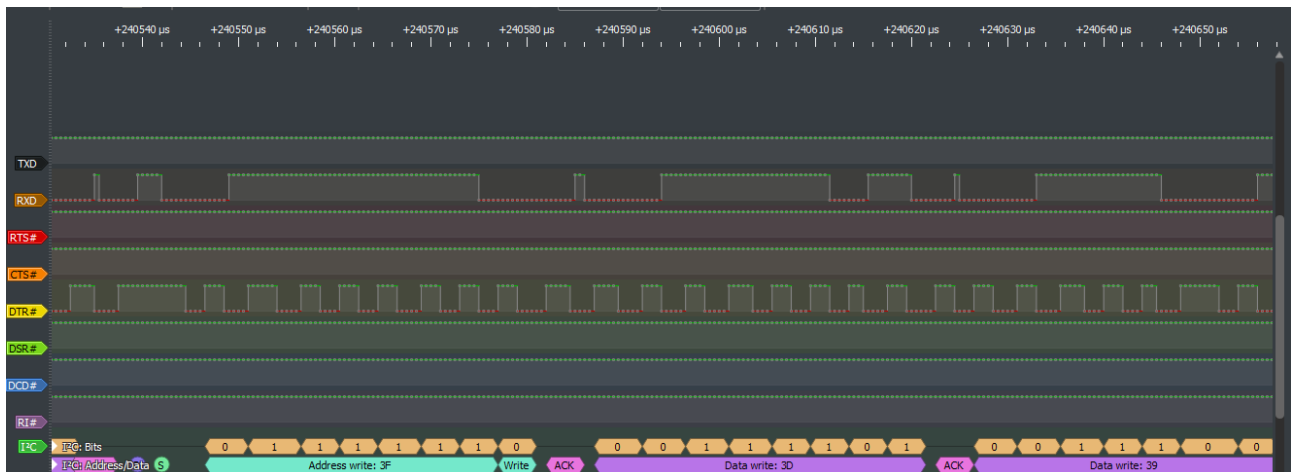 +240540 µs +240550 µs +240560 µs +240570 µs +240580 µs +240590 µs +240600 µs +240610 µs +240620 µs +240630 µs +240640 µs +240650 µs
TXD
RXD
RTS#
CTS#
DTR#
DSR#
DCD#
RI#
I²C I²C: Bits 0 1 1 1 1 1 1 0 0 0 1 1 1 1 0 1 0 0 1 1 1 0 0
I²C: Address/Data S Address write: 3F Write ACK Data write: 3D ACK Data write: 39